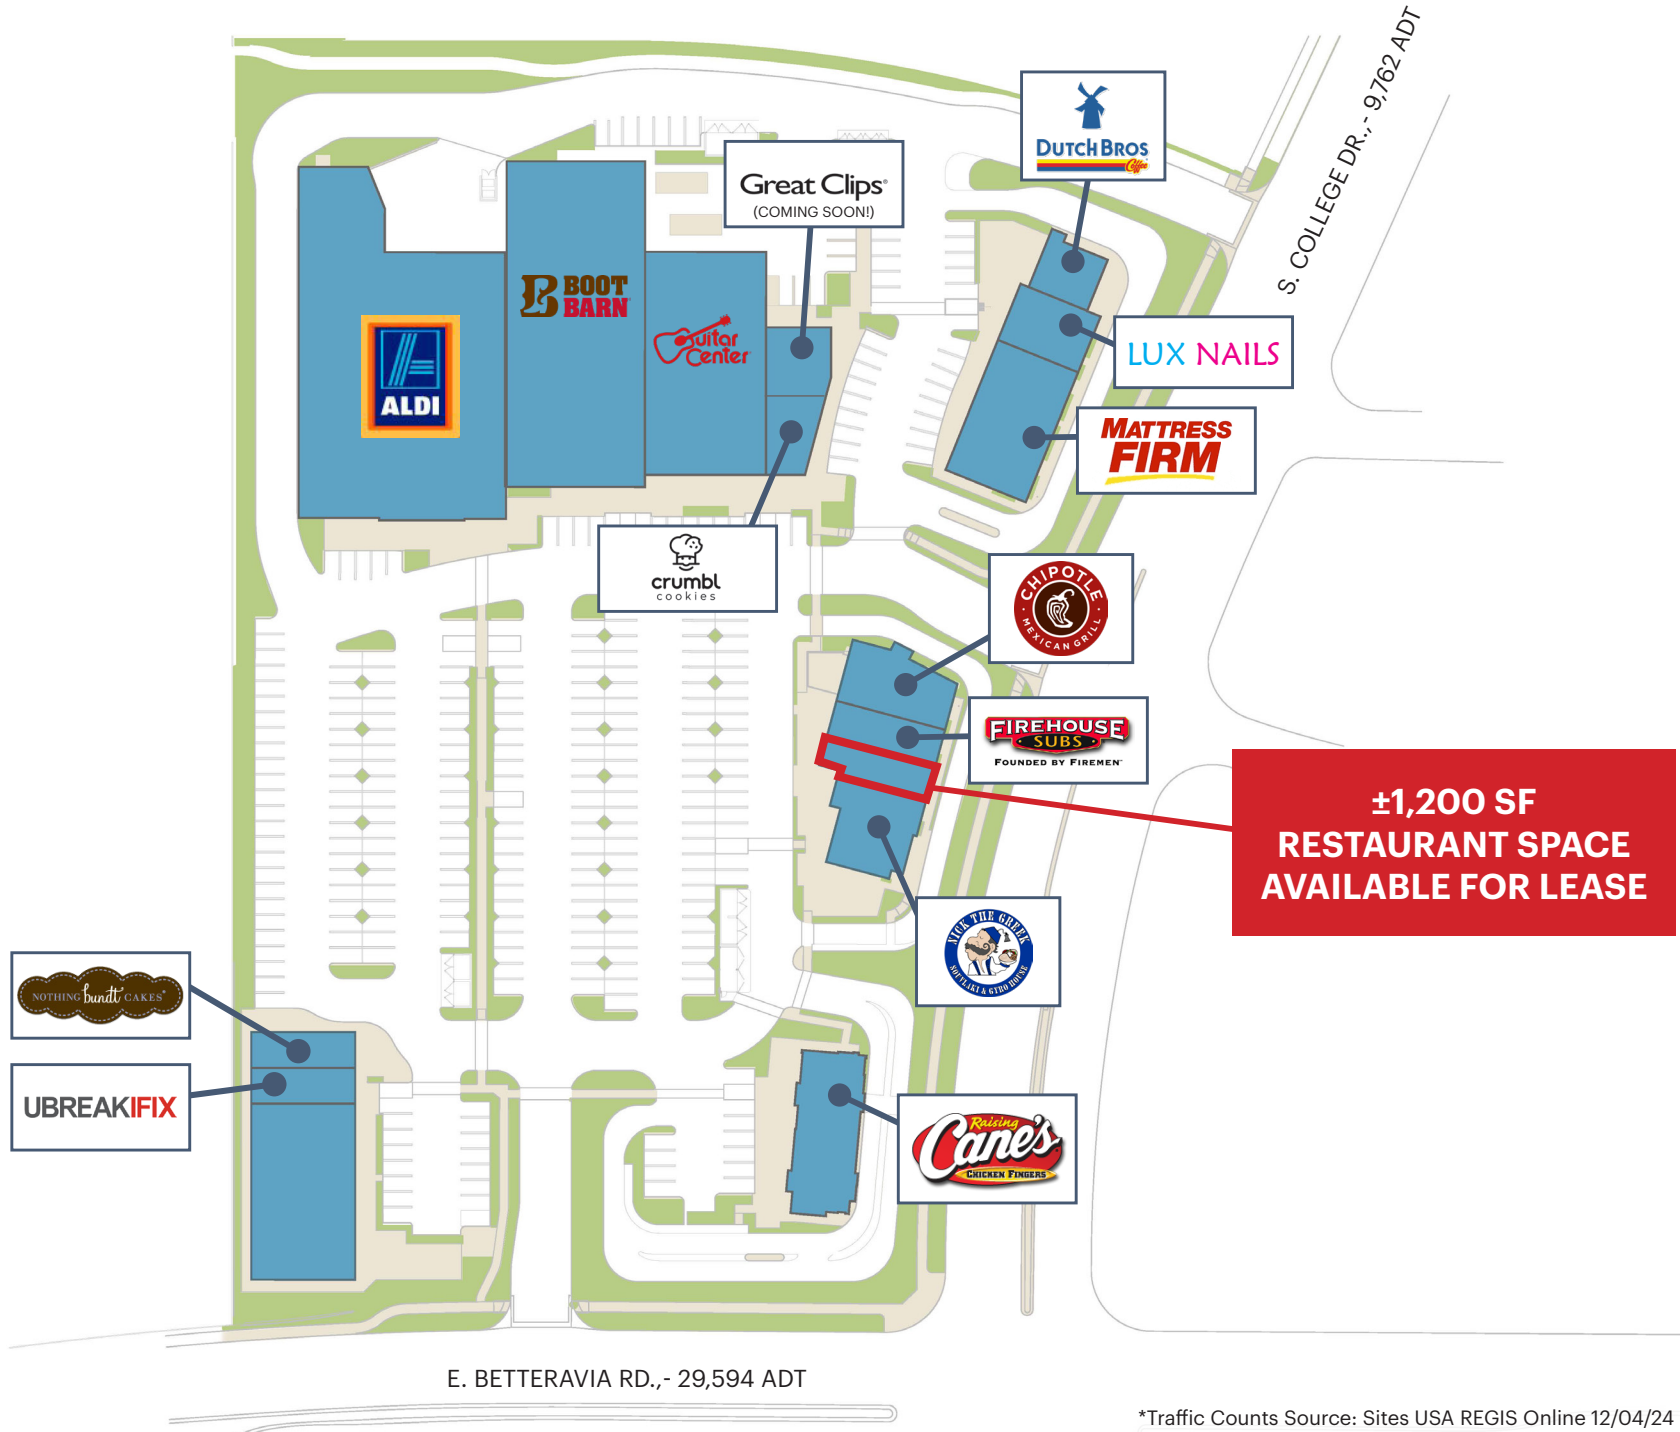 S. COLLEGE DR.,- 9,762 ADT
DUTCH BROS
Coffee
Great Clips®
(COMING SOON!)
BOOT
BARN
Guitar
Center
ALDI
LUX NAILS
MATTRESS
FIRM
crumbl
cookies
CHIPOTLE
MEXICAN GRILL
FIREHOUSE
SUBS
FOUNDED BY FIREMEN™
±1,200 SF
RESTAURANT SPACE
AVAILABLE FOR LEASE
NICK THE GREEK
SOUVLAKI & GYRO HOUSE
NOTHING bundt CAKES®
UBREAKIFIX
Raising
Cane's
CHICKEN FINGERS
E. BETTERAVIA RD.,- 29,594 ADT
*Traffic Counts Source: Sites USA REGIS Online 12/04/24